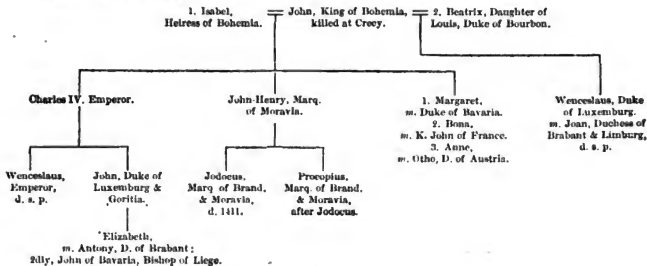 1. Isabel,
Heiress of Bohemia.
John, King of Bohemia,
killed at Crecy.
2. Beatrix, Daughter of
Louis, Duke of Bourbon.
Charles IV. Emperor.
John-Henry, Marq.
of Moravia.
1. Margaret,
m. Duke of Bavaria.
2. Bona,
m. K. John of France.
3. Anne,
m. Otho, D. of Austria.
Wenceslaus, Duke
of Luxemburg.
m. Joan, Duchess of
Brabant & Limburg,
d. s. p.
Wenceslaus,
Emperor,
d. s. p.
John, Duke of
Luxemburg &
Goritia.
Jodocus,
Marq of Brand,
& Moravia,
d. 1411.
Procopius,
Marq. of Brand.
& Moravia,
after Jodocus.
Elizabeth,
m. Antony, D. of Brabant;
2dly, John of Bavaria, Bishop of Liege.